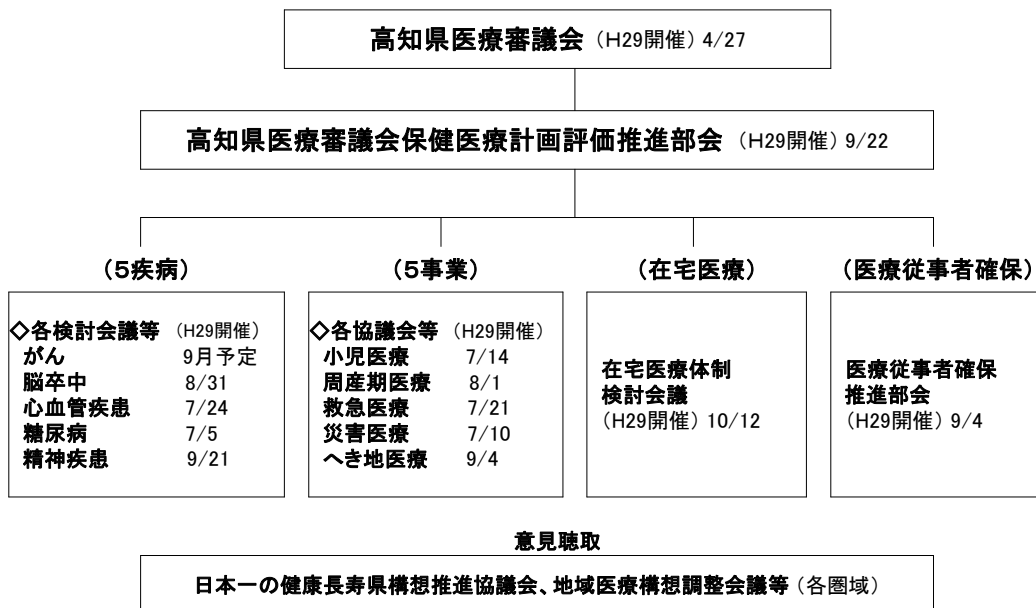 高知県医療審議会 (H29開催) 4/27
高知県医療審議会保健医療計画評価推進部会 (H29開催) 9/22
(5疾病)
◇各検討会議等 (H29開催)
がん 9月予定
脳卒中 8/31
心血管疾患 7/24
糖尿病 7/5
精神疾患 9/21
(5事業)
◇各協議会等 (H29開催)
小児医療 7/14
周産期医療 8/1
救急医療 7/21
災害医療 7/10
へき地医療 9/4
(在宅医療)
在宅医療体制
検討会議
(H29開催) 10/12
(医療従事者確保)
医療従事者確保
推進部会
(H29開催) 9/4
意見聴取
日本一の健康長寿県構想推進協議会、地域医療構想調整会議等 (各圏域)